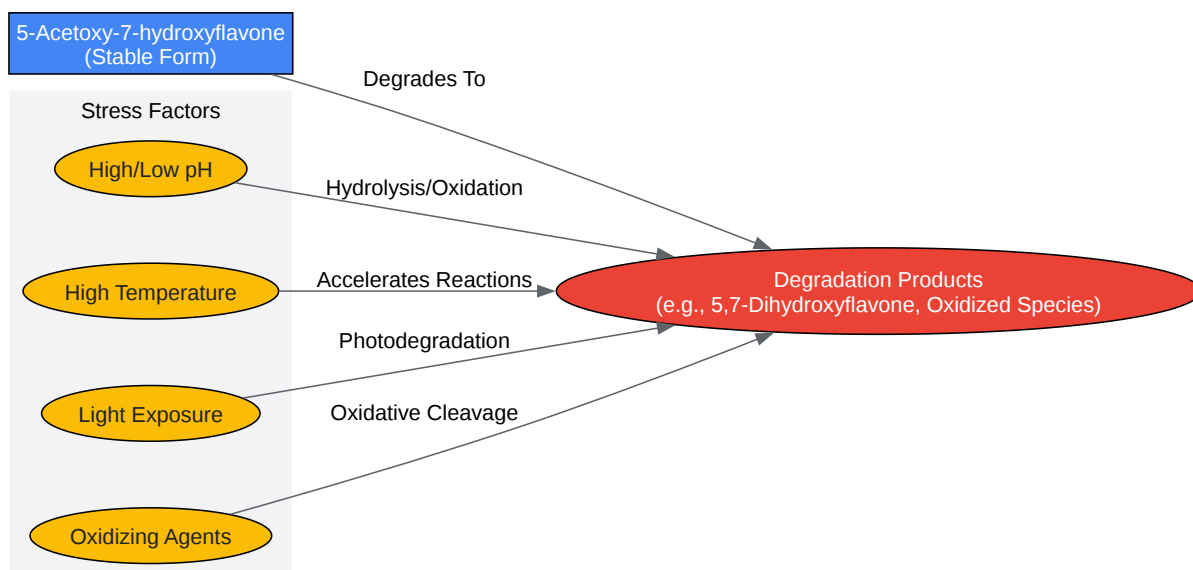 5-Acetoxy-7-hydroxyflavone
(Stable Form)
Degrades To
Stress Factors
High/Low pH
Hydrolysis/Oxidation
High Temperature
Accelerates Reactions
Degradation Products
(e.g., 5,7-Dihydroxyflavone, Oxidized Species)
Photodegradation
Light Exposure
Oxidative Cleavage
Oxidizing Agents